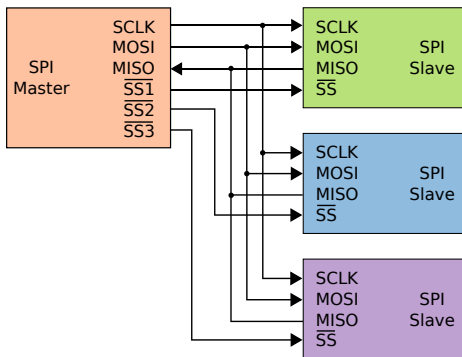 SPI
Master
SCLK
MOSI
MISO
SS1
SS2
SS3
SCLK
MOSI
MISO
SS
SPI
Slave
SCLK
MOSI
MISO
SS
SPI
Slave
SCLK
MOSI
MISO
SS
SPI
Slave